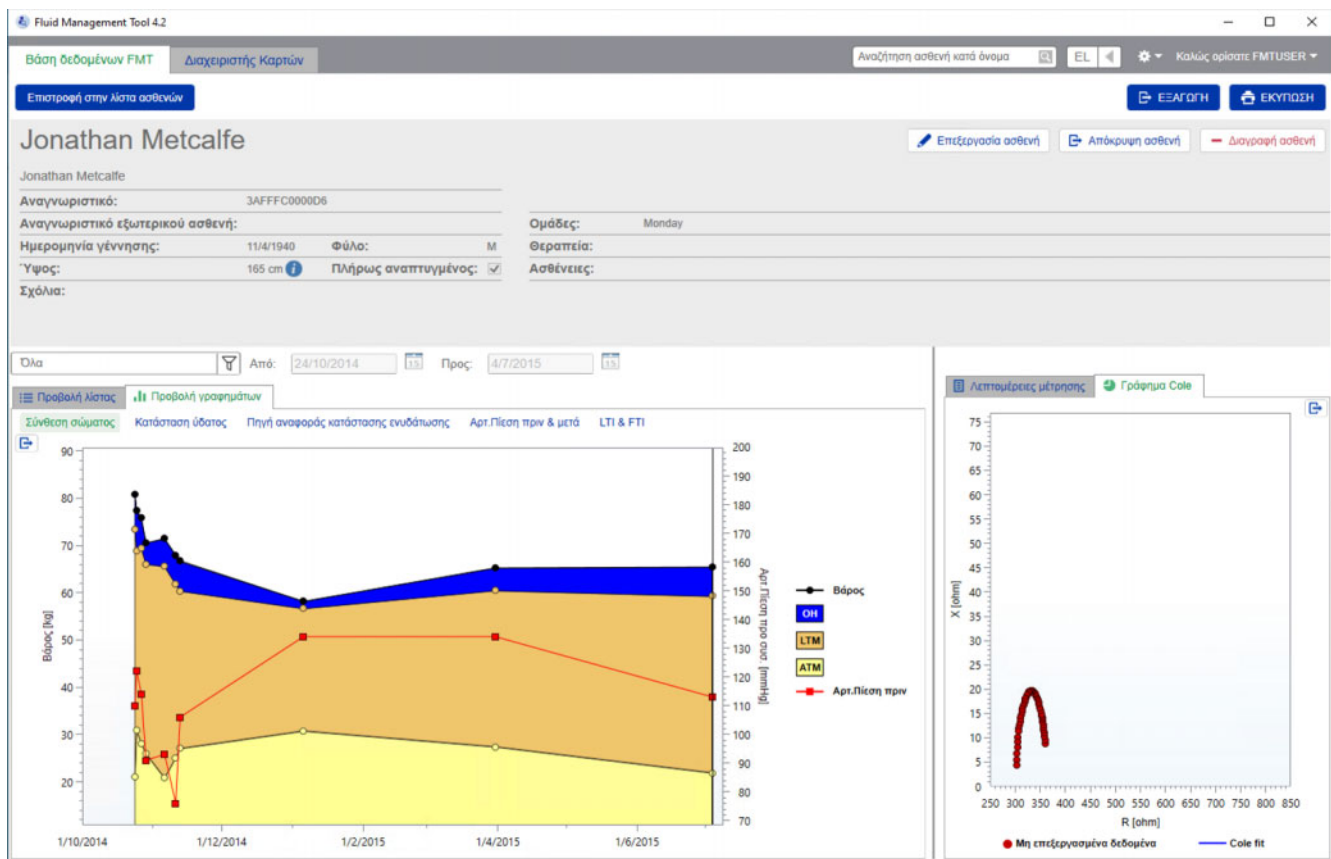 Fluid Management Tool 4.2
Βάση δεδομένων FMT Διαχειριστής Καρτών Αναζήτηση ασθενή κατά όνομα EL Καλώς ορίσατε FMTUSER
Επιστροφή στην λίστα ασθενών ΕΞΑΓΩΓΗ ΕΚΥΠΩΣΗ
Jonathan Metcalfe Επεξεργασία ασθενή Απόκρυψη ασθενή Διαγραφή ασθενή
Jonathan Metcalfe
Αναγνωριστικό: 3AFFFC0000D6
Αναγνωριστικό εξωτερικού ασθενή: Ομάδες: Monday
Ημερομηνία γέννησης: 11/4/1940 Φύλο: M Θεραπεία:
Ύψος: 165 cm Πλήρως αναπτυγμένος: Ασθένειες:
Σχόλια:
Όλα Από: 24/10/2014 15 Προς: 4/7/2015 15
Προβολή λίστας Προβολή γραφημάτων Λεπτομέρειες μέτρησης Γράφημα Cole
Σύνθεση σώματος Κατάσταση ύδατος Πηγή αναφοράς κατάστασης ενυδάτωσης Αρτ.Πίεση πριν & μετά LTI & FTI
90
80
70
60
50
40
30
20
Βάρος [kg]
200
190
180
170
160
150
140
130
120
110
100
90
80
70
Αρτ.Πίεση προ συσ. [mmHg]
1/10/2014 1/12/2014 1/2/2015 1/4/2015 1/6/2015
Βάρος
OH
LTM
ATM
Αρτ.Πίεση πριν
75
70
65
60
55
50
45
40
35
30
25
20
15
10
5
0
X [ohm]
250 300 350 400 450 500 550 600 650 700 750 800 850
R [ohm]
Μη επεξεργασμένα δεδομένα Cole fit